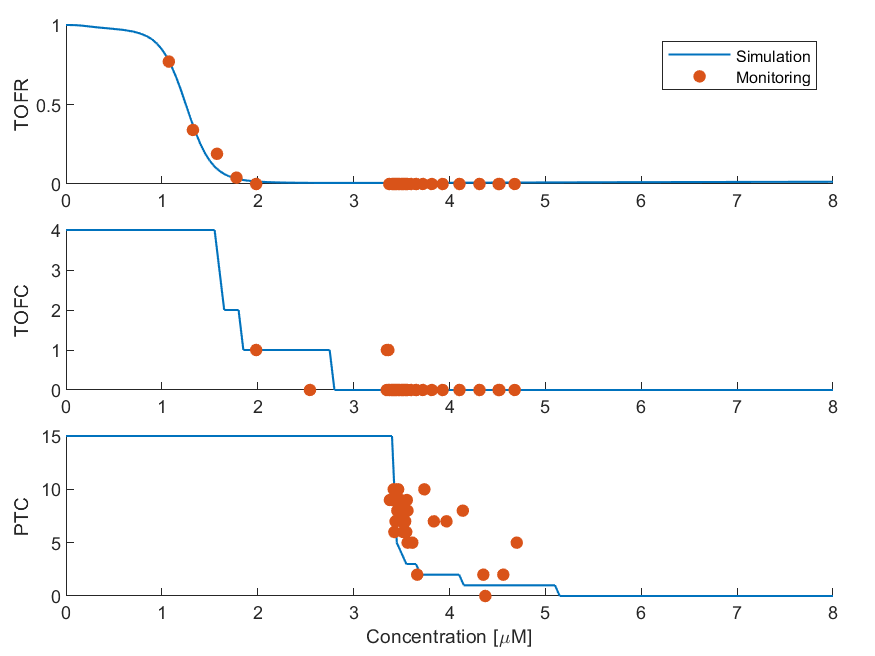 TOFR
1
0.5
0
0 1 2 3 4 5 6 7 8
Simulation
Monitoring
TOFC
4
3
2
1
0
0 1 2 3 4 5 6 7 8
PTC
15
10
5
0
0 1 2 3 4 5 6 7 8
Concentration [μM]